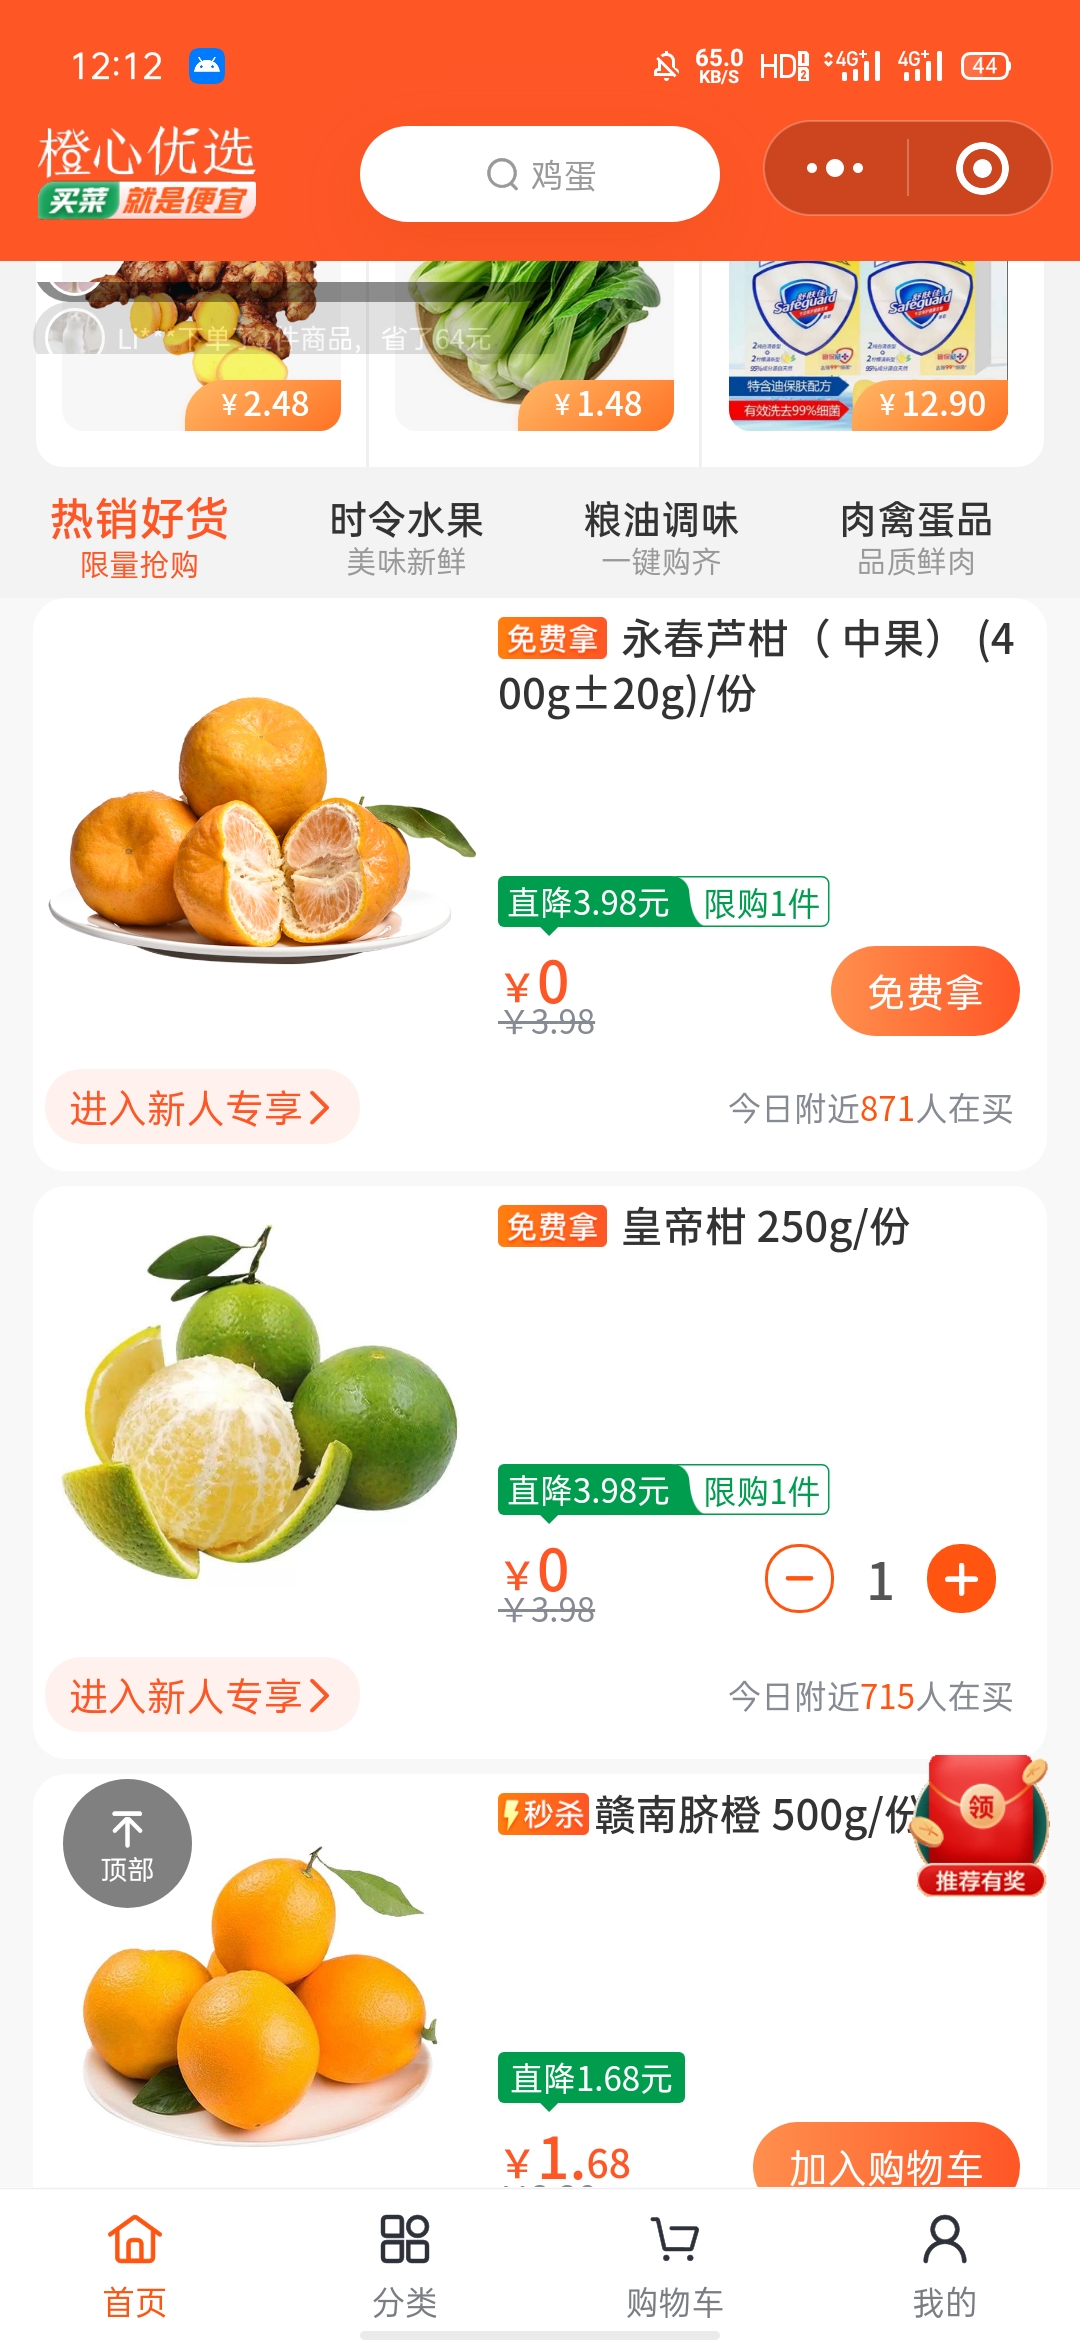 12:12
65.0
KB/S
HD 1 2
4G+
4G+
44
橙心优选
买菜 就是便宜
鸡蛋
Li***下单了1件商品，省了64元
舒肤佳
Safeguard
舒肤佳
Safeguard
特含迪保肤配方
有效洗去99%细菌
¥2.48
¥1.48
¥12.90
热销好货
限量抢购
时令水果
美味新鲜
粮油调味
一键购齐
肉禽蛋品
品质鲜肉
免费拿 永春芦柑（ 中果） (4
00g±20g)/份
直降3.98元 限购1件
¥0
¥3.98
免费拿
进入新人专享
今日附近871人在买
免费拿 皇帝柑 250g/份
直降3.98元 限购1件
¥0
¥3.98
1
进入新人专享
今日附近715人在买
顶部
秒杀 赣南脐橙 500g/份
领
推荐有奖
直降1.68元
¥1.68
加入购物车
首页
分类
购物车
我的